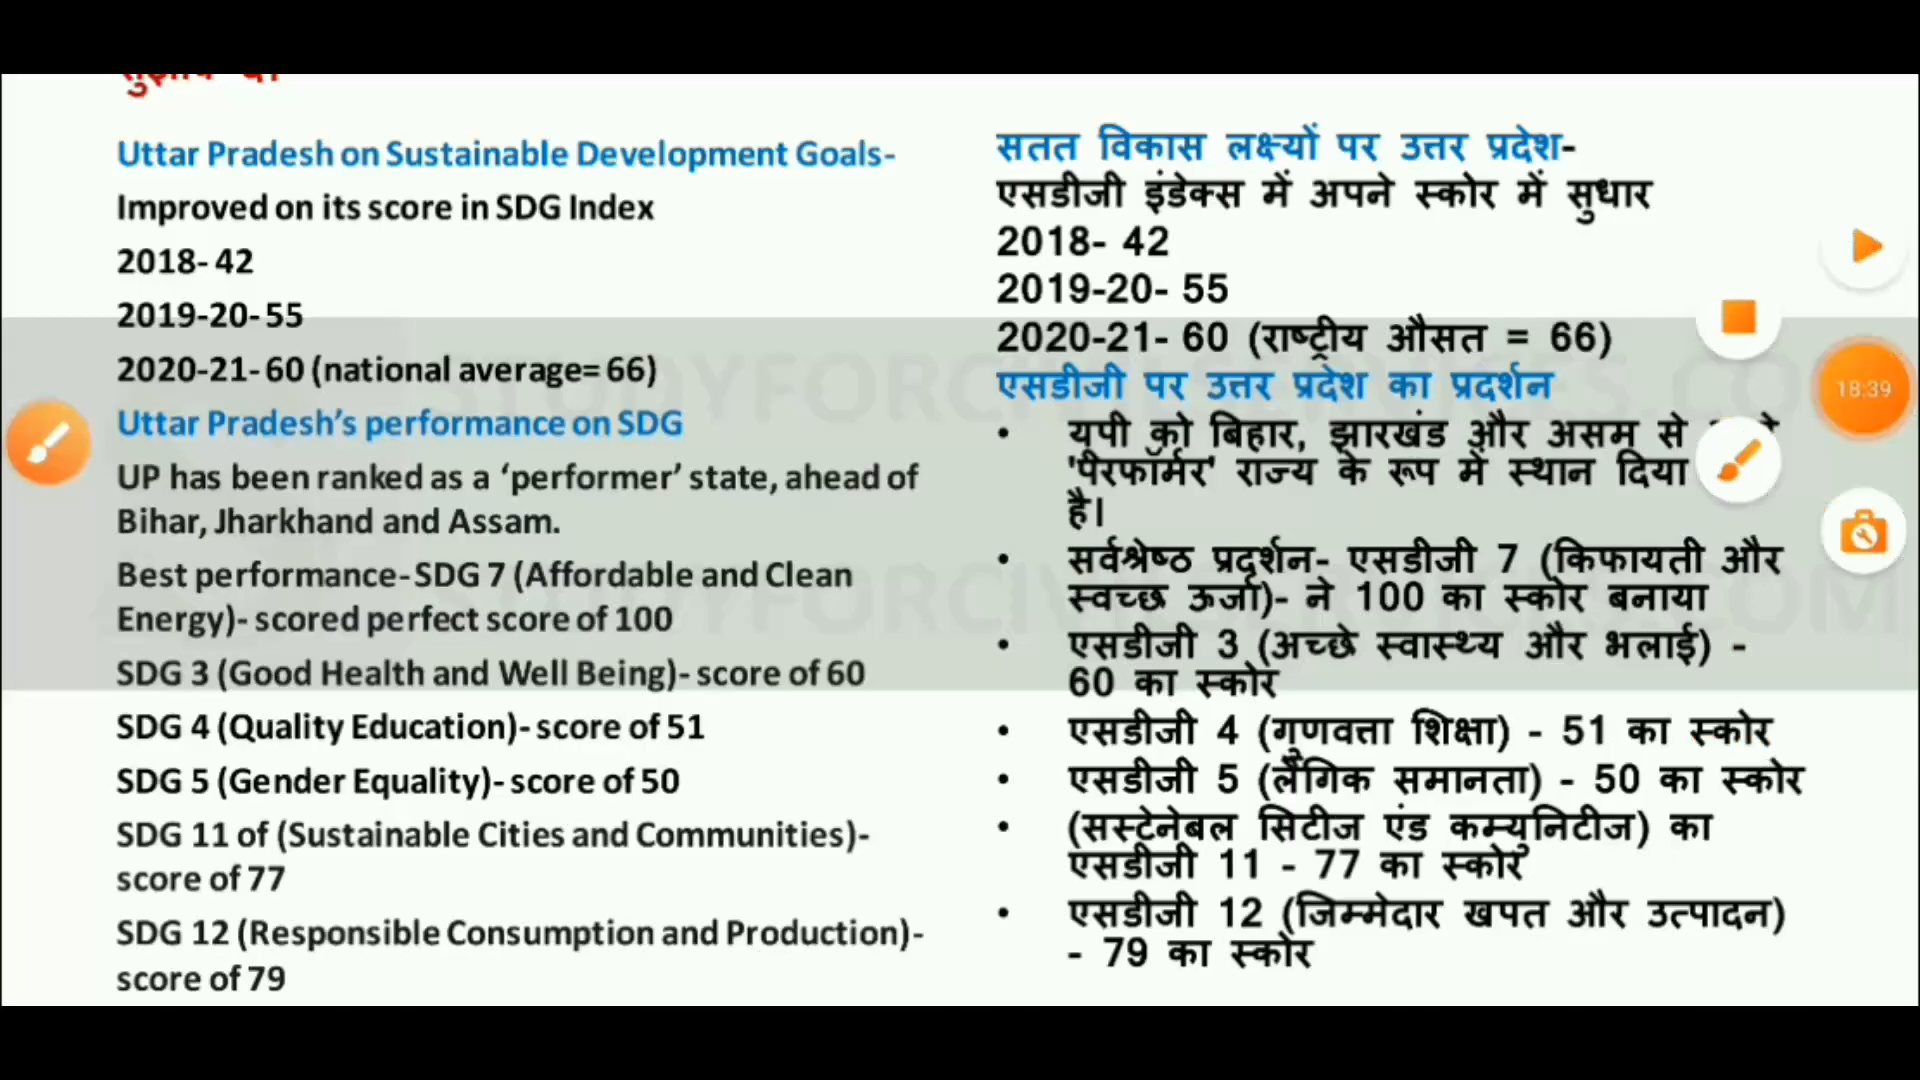 Uttar Pradesh on Sustainable Development Goals-
Improved on its score in SDG Index
2018- 42
2019-20- 55
2020-21- 60 (national average= 66)
Uttar Pradesh's performance on SDG
UP has been ranked as a 'performer' state, ahead of
Bihar, Jharkhand and Assam.
Best performance- SDG 7 (Affordable and Clean
Energy)- scored perfect score of 100
SDG 3 (Good Health and Well Being)- score of 60
SDG 4 (Quality Education)- score of 51
SDG 5 (Gender Equality)- score of 50
SDG 11 of (Sustainable Cities and Communities)-
score of 77
SDG 12 (Responsible Consumption and Production)-
score of 79
सतत विकास लक्ष्यों पर उत्तर प्रदेश-
एसडीजी इंडेक्स में अपने स्कोर में सुधार
2018- 42
2019-20- 55
2020-21- 60 (राष्ट्रीय औसत = 66)
एसडीजी पर उत्तर प्रदेश का प्रदर्शन
• यूपी को बिहार, झारखंड और असम से
'परफॉर्मर' राज्य के रूप में स्थान दिया
है।
• सर्वश्रेष्ठ प्रदर्शन- एसडीजी 7 (किफायती और
स्वच्छ ऊर्जा)- ने 100 का स्कोर बनाया
• एसडीजी 3 (अच्छे स्वास्थ्य और भलाई) -
60 का स्कोर
• एसडीजी 4 (गुणवत्ता शिक्षा) - 51 का स्कोर
• एसडीजी 5 (लैंगिक समानता) - 50 का स्कोर
• (सस्टेनेबल सिटीज एंड कम्युनिटीज) का
एसडीजी 11 - 77 का स्कोर
• एसडीजी 12 (जिम्मेदार खपत और उत्पादन)
- 79 का स्कोर
18:39
STUDYFORCIVILSERVICES.COM